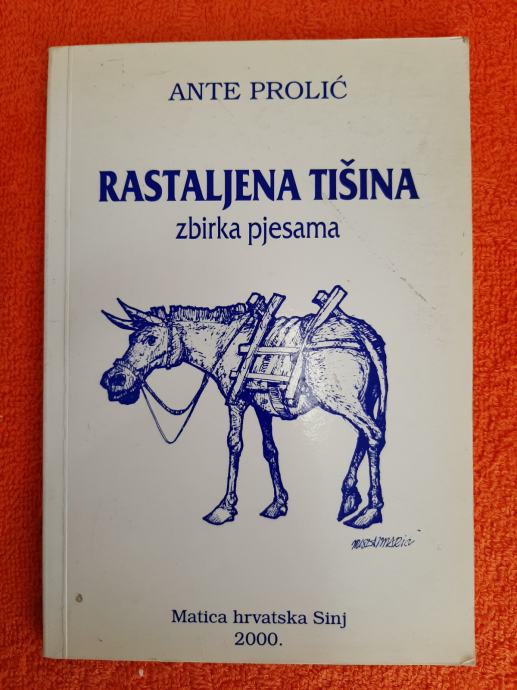 ANTE PROLIĆ
RASTALJENA TIŠINA
zbirka pjesama
Matica hrvatska Sinj
2000.